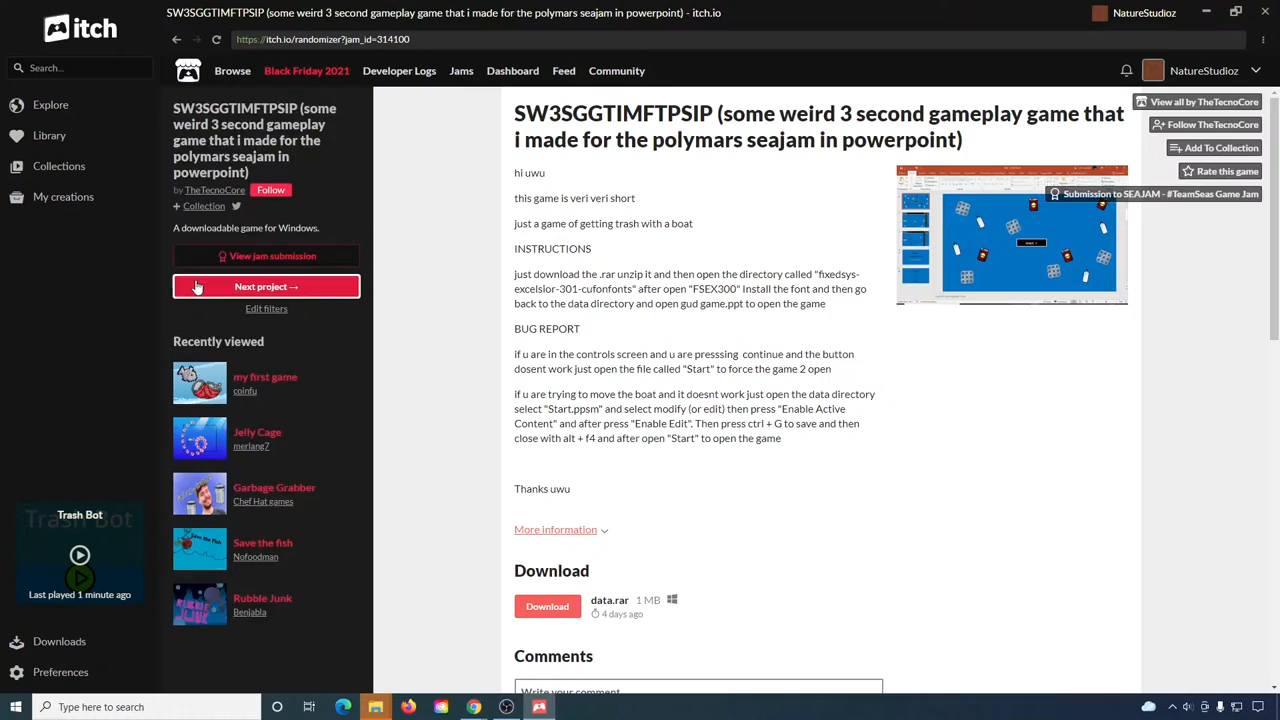 SW3SGGTIMFTPSIP (some weird 3 second gameplay game that i made for the polymars seajam in powerpoint) - itch.io
itch
https://itch.io/randomizer?jam_id=314100
Search...
Browse
Black Friday 2021
Developer Logs
Jams
Dashboard
Feed
Community
NatureStudioz
Explore
Library
Collections
My creations
SW3SGGTIMFTPSIP (some
weird 3 second gameplay
game that i made for the
polymars seajam in
powerpoint)
by TheTecnoCore
Follow
Collection
A downloadable game for Windows.
View jam submission
Next project →
Edit filters
Recently viewed
my first game
coinfu
Jelly Cage
merlang7
Garbage Grabber
Chef Hat games
Save the fish
Nofoodman
Rubble Junk
Benjabla
Trash Bot
Trash Bot
Last played 1 minute ago
Downloads
Preferences
SW3SGGTIMFTPSIP (some weird 3 second gameplay game that
i made for the polymars seajam in powerpoint)
hi uwu
this game is veri veri short
just a game of getting trash with a boat
INSTRUCTIONS
just download the .rar unzip it and then open the directory called "fixedsys-
excelsior-301-cufonfonts" after open "FSEX300" Install the font and then go
back to the data directory and open gud game.ppt to open the game
BUG REPORT
if u are in the controls screen and u are presssing  continue and the button
dosent work just open the file called "Start" to force the game 2 open
if u are trying to move the boat and it doesnt work just open the data directory
select "Start.ppsm" and select modify (or edit) then press "Enable Active
Content" and after press "Enable Edit". Then press ctrl + G to save and then
close with alt + f4 and after open "Start" to open the game
Thanks uwu
More information
Download
Download
data.rar 1 MB
4 days ago
Comments
Write your comment
View all by TheTecnoCore
Follow TheTecnoCore
Add To Collection
Rate this game
Submission to SEAJAM - #TeamSeas Game Jam
Type here to search